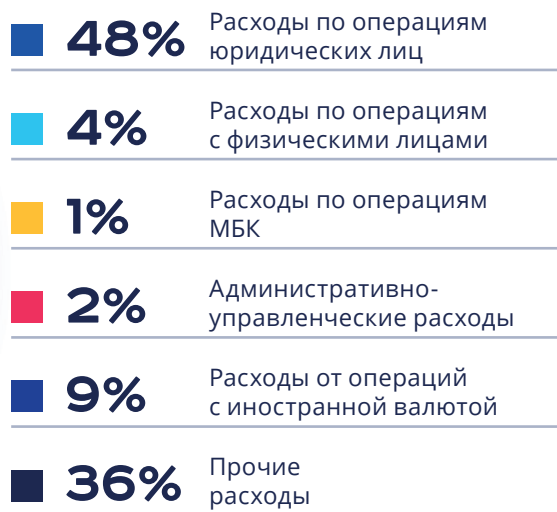 48%
Расходы по операциям
юридических лиц
4%
Расходы по операциям
с физическими лицами
1%
Расходы по операциям
МБК
2%
Административно-
управленческие расходы
9%
Расходы от операций
с иностранной валютой
36%
Прочие
расходы